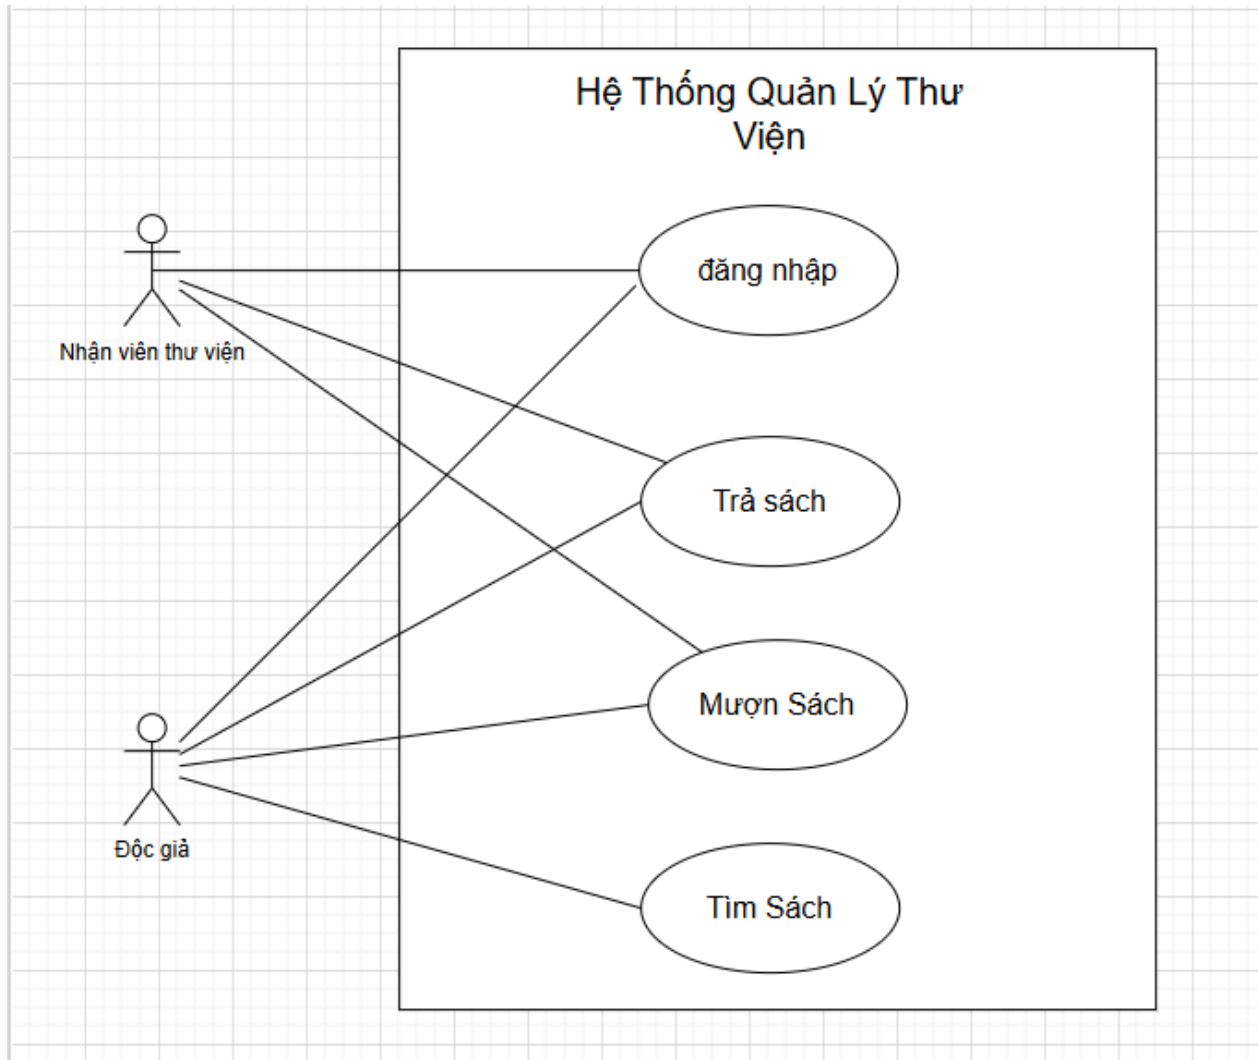 Hệ Thống Quản Lý Thư
Viện
đăng nhập
Nhận viên thư viện
Trả sách
Mượn Sách
Độc giả
Tìm Sách